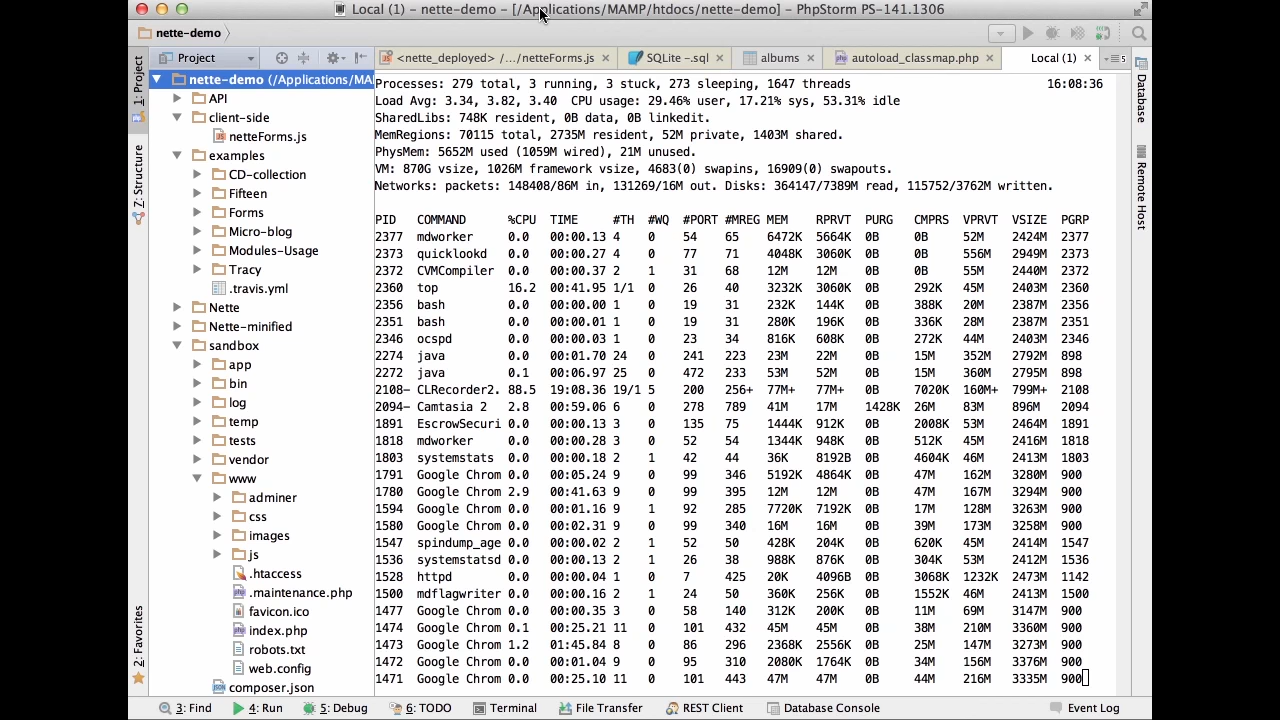 Local (1) – nette-demo – [/Applications/MAMP/htdocs/nette-demo] – PhpStorm PS-141.1306
nette-demo
Project
<nette_deployed> /.../netteForms.js
SQLite -.sql
albums
autoload_classmap.php
Local (1)
5
1: Project
Z: Structure
2: Favorites
nette-demo (/Applications/MA
API
client-side
netteForms.js
examples
CD-collection
Fifteen
Forms
Micro-blog
Modules-Usage
Tracy
.travis.yml
Nette
Nette-minified
sandbox
app
bin
log
temp
tests
vendor
www
adminer
css
images
js
.htaccess
.maintenance.php
favicon.ico
index.php
robots.txt
web.config
composer.json
Processes: 279 total, 3 running, 3 stuck, 273 sleeping, 1647 threads 16:08:36
Load Avg: 3.34, 3.82, 3.40 CPU usage: 29.46% user, 17.21% sys, 53.31% idle
SharedLibs: 748K resident, 0B data, 0B linkedit.
MemRegions: 70115 total, 2735M resident, 52M private, 1403M shared.
PhysMem: 5652M used (1059M wired), 21M unused.
VM: 870G vsize, 1026M framework vsize, 4683(0) swapins, 16909(0) swapouts.
Networks: packets: 148408/86M in, 131269/16M out. Disks: 364147/7389M read, 115752/3762M written.
PID COMMAND %CPU TIME #TH #WQ #PORT #MREG MEM RPRVT PURG CMPRS VPRVT VSIZE PGRP
2377 mdworker 0.0 00:00.13 4 0 54 65 6472K 5664K 0B 0B 52M 2424M 2377
2373 quicklookd 0.0 00:00.27 4 0 77 71 4048K 3060K 0B 0B 556M 2949M 2373
2372 CVMCompiler 0.0 00:00.37 2 1 31 68 12M 12M 0B 0B 55M 2440M 2372
2360 top 16.2 00:41.95 1/1 0 26 40 3232K 3060K 0B 292K 45M 2403M 2360
2356 bash 0.0 00:00.00 1 0 19 31 232K 144K 0B 388K 20M 2387M 2356
2351 bash 0.0 00:00.01 1 0 19 31 280K 196K 0B 336K 28M 2387M 2351
2346 ocspd 0.0 00:00.03 1 0 23 34 816K 608K 0B 272K 44M 2403M 2346
2274 java 0.0 00:01.70 24 0 241 223 23M 22M 0B 15M 352M 2792M 898
2272 java 0.1 00:06.97 25 0 472 233 53M 52M 0B 15M 360M 2795M 898
2108- CLRecorder2. 88.5 19:08.36 19/1 5 200 256+ 77M+ 77M+ 0B 7020K 160M+ 799M+ 2108
2094- Camtasia 2 2.8 00:59.06 6 0 278 789 41M 17M 1428K 26M 83M 896M 2094
1891 EscrowSecuri 0.0 00:00.13 3 0 135 75 1444K 912K 0B 2008K 53M 2464M 1891
1818 mdworker 0.0 00:00.28 3 0 52 54 1344K 948K 0B 512K 45M 2416M 1818
1803 systemstats 0.0 00:00.18 2 1 42 44 36K 8192B 0B 4604K 46M 2413M 1803
1791 Google Chrom 0.0 00:05.24 9 0 99 346 5192K 4864K 0B 47M 162M 3280M 900
1780 Google Chrom 2.9 00:41.63 9 0 99 395 12M 12M 0B 47M 167M 3294M 900
1594 Google Chrom 0.0 00:01.16 9 1 92 285 7720K 7192K 0B 17M 128M 3263M 900
1580 Google Chrom 0.0 00:02.31 9 0 99 340 16M 16M 0B 39M 173M 3258M 900
1547 spindump_age 0.0 00:00.02 2 1 52 50 428K 204K 0B 620K 45M 2414M 1547
1536 systemstatsd 0.0 00:00.13 2 1 26 38 988K 876K 0B 304K 53M 2412M 1536
1528 httpd 0.0 00:00.04 1 0 7 425 20K 4096B 0B 3068K 1232K 2473M 1142
1500 mdflagwriter 0.0 00:00.16 2 1 24 50 360K 256K 0B 1552K 46M 2413M 1500
1477 Google Chrom 0.0 00:00.35 3 0 58 140 312K 200K 0B 11M 69M 3147M 900
1474 Google Chrom 0.1 00:25.21 11 0 101 432 45M 45M 0B 38M 210M 3360M 900
1473 Google Chrom 1.2 01:45.84 8 0 86 296 2368K 2556K 0B 25M 147M 3273M 900
1472 Google Chrom 0.0 00:01.04 9 0 95 310 2080K 1764K 0B 34M 156M 3376M 900
1471 Google Chrom 0.0 00:25.10 11 0 101 443 47M 47M 0B 44M 216M 3335M 900
Database
Remote Host
3: Find
4: Run
5: Debug
6: TODO
Terminal
File Transfer
REST Client
Database Console
Event Log